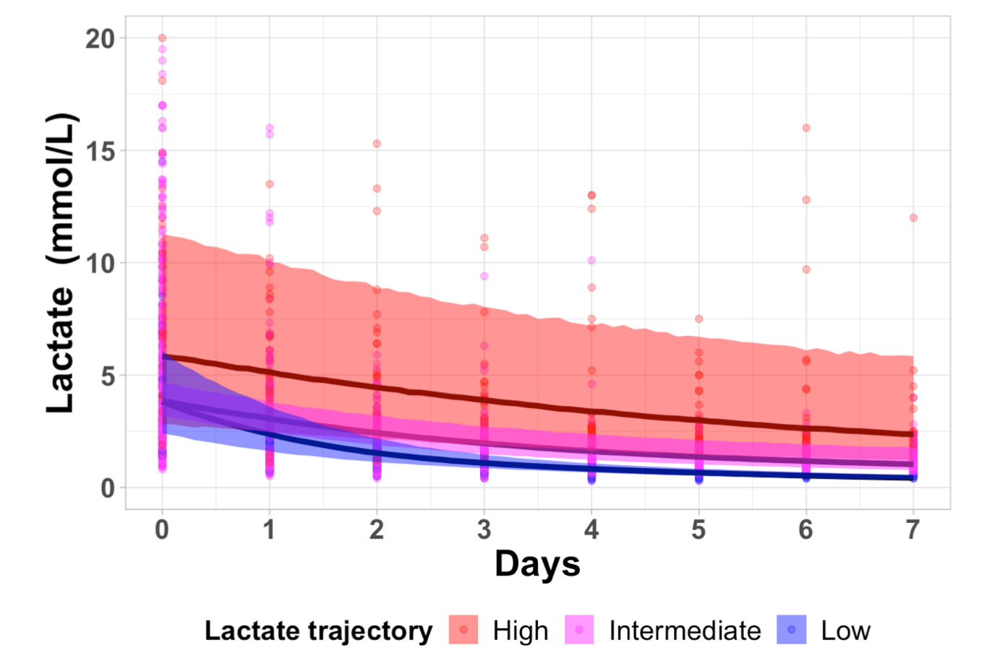 20
15
10
5
0
Lactate (mmol/L)
0 1 2 3 4 5 6 7
Days
Lactate trajectory High Intermediate Low